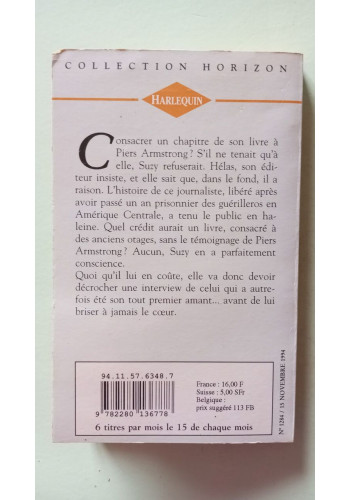 COLLECTION HORIZON
HARLEQUIN
Consacrer un chapitre de son livre à
Piers Armstrong? S'il ne tenait qu'à
elle, Suzy refuserait. Hélas, son édi-
teur insiste, et elle sait que, dans le fond, il a
raison. L'histoire de ce journaliste, libéré après
avoir passé un an prisonnier des guérilleros en
Amérique Centrale, a tenu le public en ha-
leine. Quel crédit aurait un livre, consacré à
des anciens otages, sans le témoignage de Piers
Armstrong? Aucun, Suzy en a parfaitement
conscience.
Quoi qu'il lui en coûte, elle va donc devoir
décrocher une interview de celui qui a autre-
fois été son tout premier amant... avant de lui
briser à jamais le cœur.
94.11.57.6348.7
9 782280 136778
France : 16,00 F
Suisse : 5,00 SFr
Belgique :
prix suggéré 113 FB
6 titres par mois le 15 de chaque mois
N° 1284 / 15 NOVEMBRE 1994